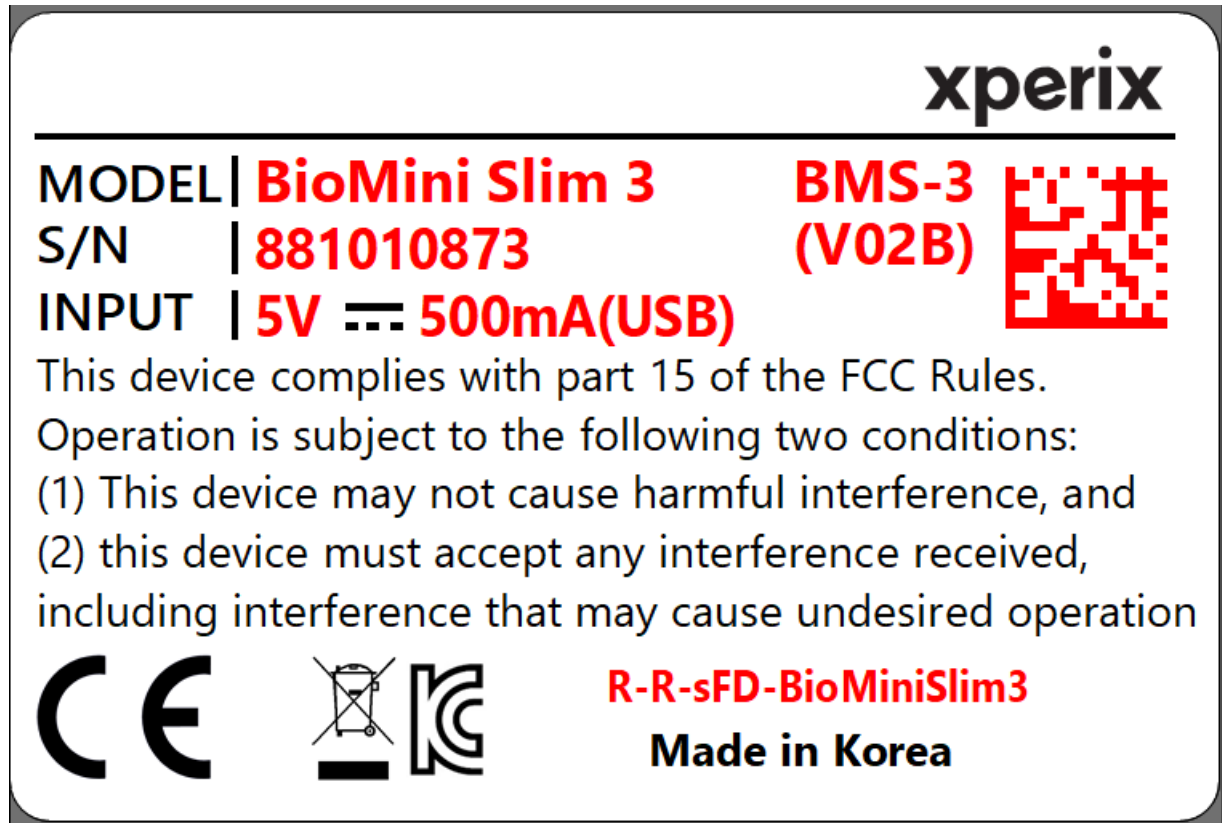 xperix
MODEL | BioMini Slim 3 BMS-3
S/N | 881010873 (V02B)
INPUT | 5V ⎓ 500mA(USB)
This device complies with part 15 of the FCC Rules.
Operation is subject to the following two conditions:
(1) This device may not cause harmful interference, and
(2) this device must accept any interference received,
including interference that may cause undesired operation
CE KC R-R-sFD-BioMiniSlim3
Made in Korea